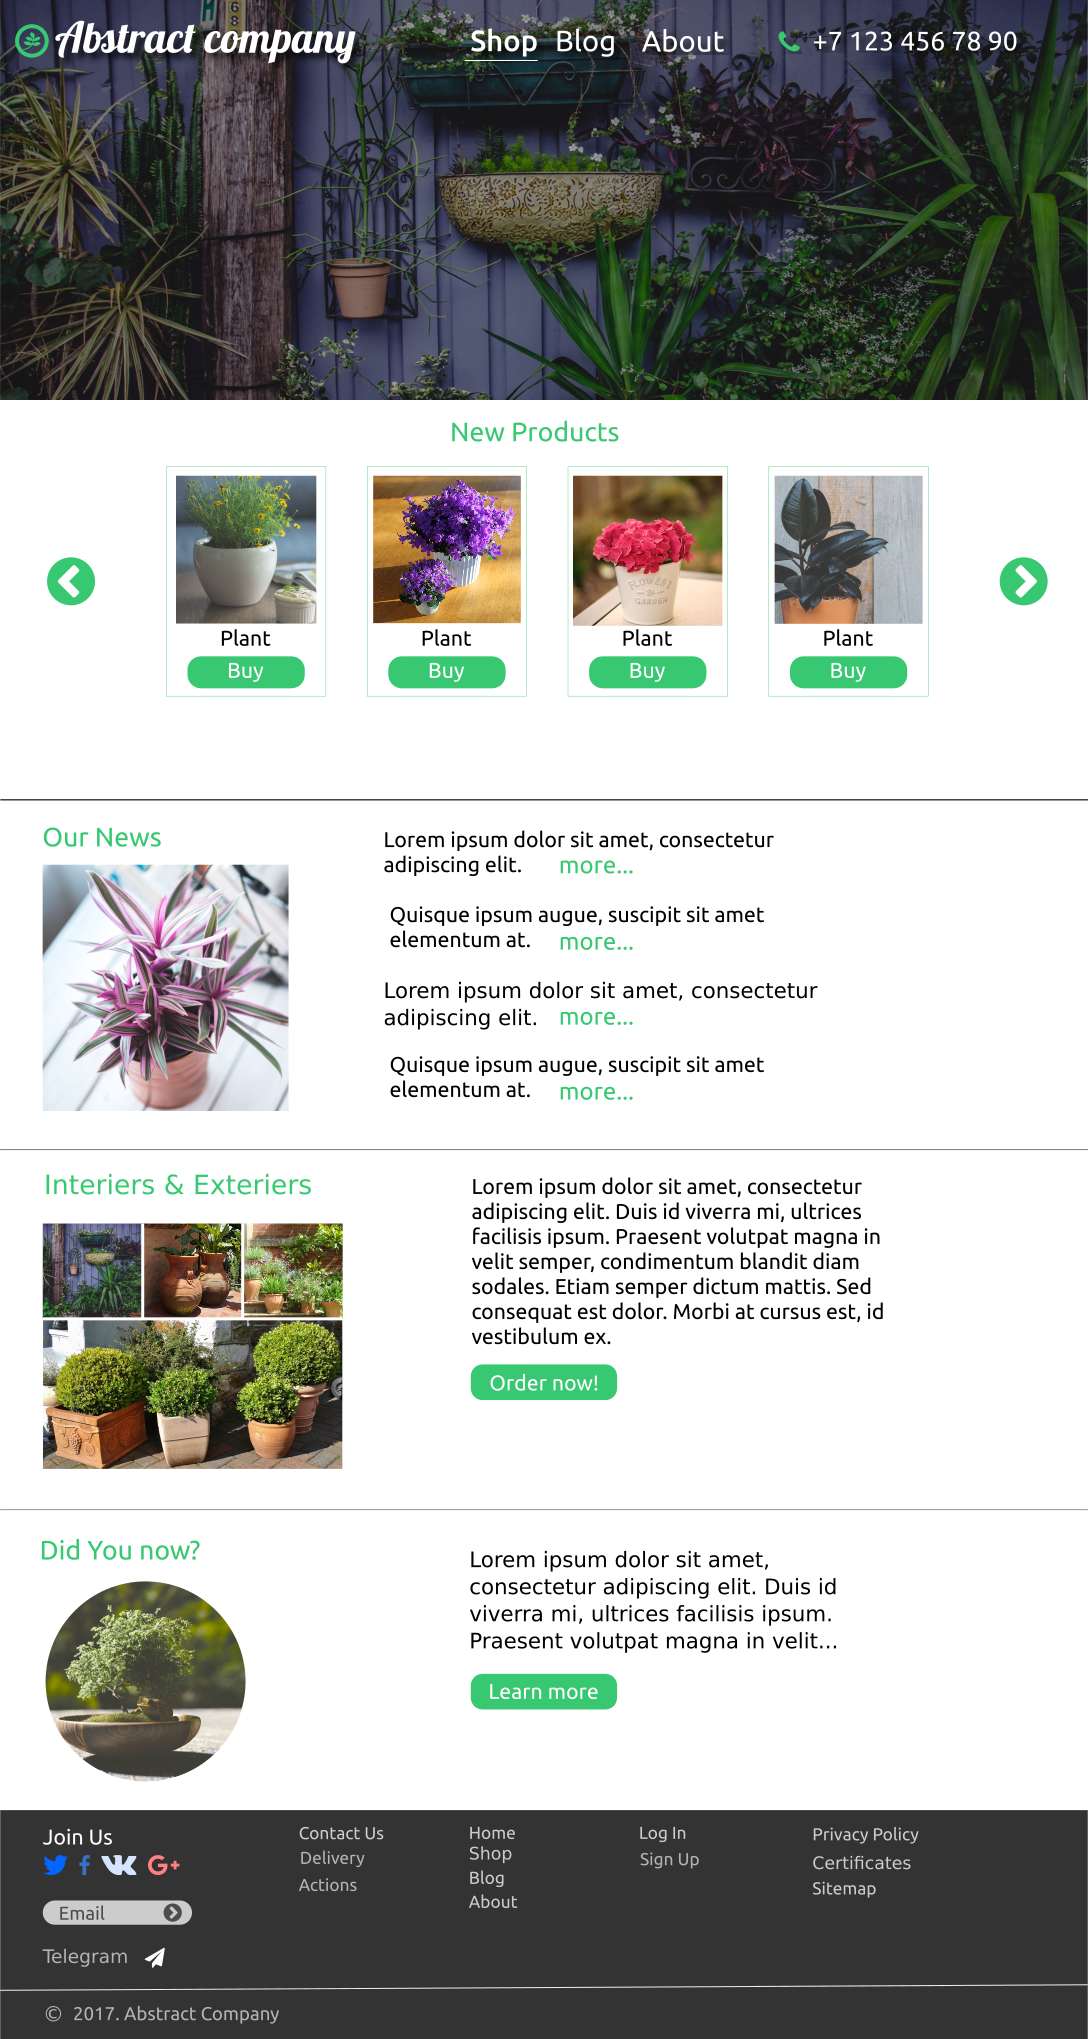 Abstract company
Shop Blog About +7 123 456 78 90
New Products
Plant Plant Plant Plant
Buy Buy Buy Buy
Our News
Lorem ipsum dolor sit amet, consectetur
adipiscing elit. more...
Quisque ipsum augue, suscipit sit amet
elementum at. more...
Lorem ipsum dolor sit amet, consectetur
adipiscing elit. more...
Quisque ipsum augue, suscipit sit amet
elementum at. more...
Interiers & Exteriers
Lorem ipsum dolor sit amet, consectetur
adipiscing elit. Duis id viverra mi, ultrices
facilisis ipsum. Praesent volutpat magna in
velit semper, condimentum blandit diam
sodales. Etiam semper dictum mattis. Sed
consequat est dolor. Morbi at cursus est, id
vestibulum ex.
Order now!
Did You now?
Lorem ipsum dolor sit amet,
consectetur adipiscing elit. Duis id
viverra mi, ultrices facilisis ipsum.
Praesent volutpat magna in velit...
Learn more
Join Us
Email
Telegram
Contact Us
Delivery
Actions
Home
Shop
Blog
About
Log In
Sign Up
Privacy Policy
Certificates
Sitemap
© 2017. Abstract Company